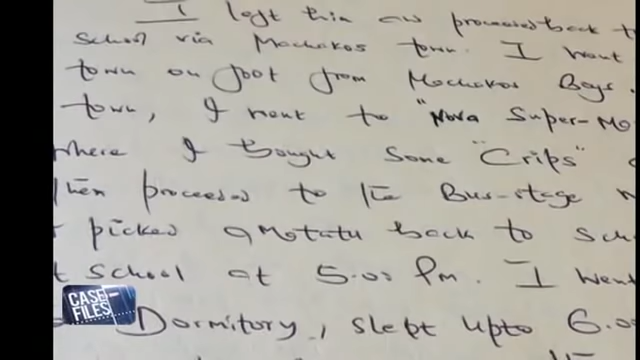 I left this and proceeded back t
school via Machakos town. I went
town on foot from Machakos Boys.
town, I went to "Nova Super-Ma
where I bought some "Crips"
Then proceeded to the Bus-stage
picked a Matatu back to sch
t school at 5.00 Pm. I went
Dormitory, slept upto 6.0
CASE
FILES